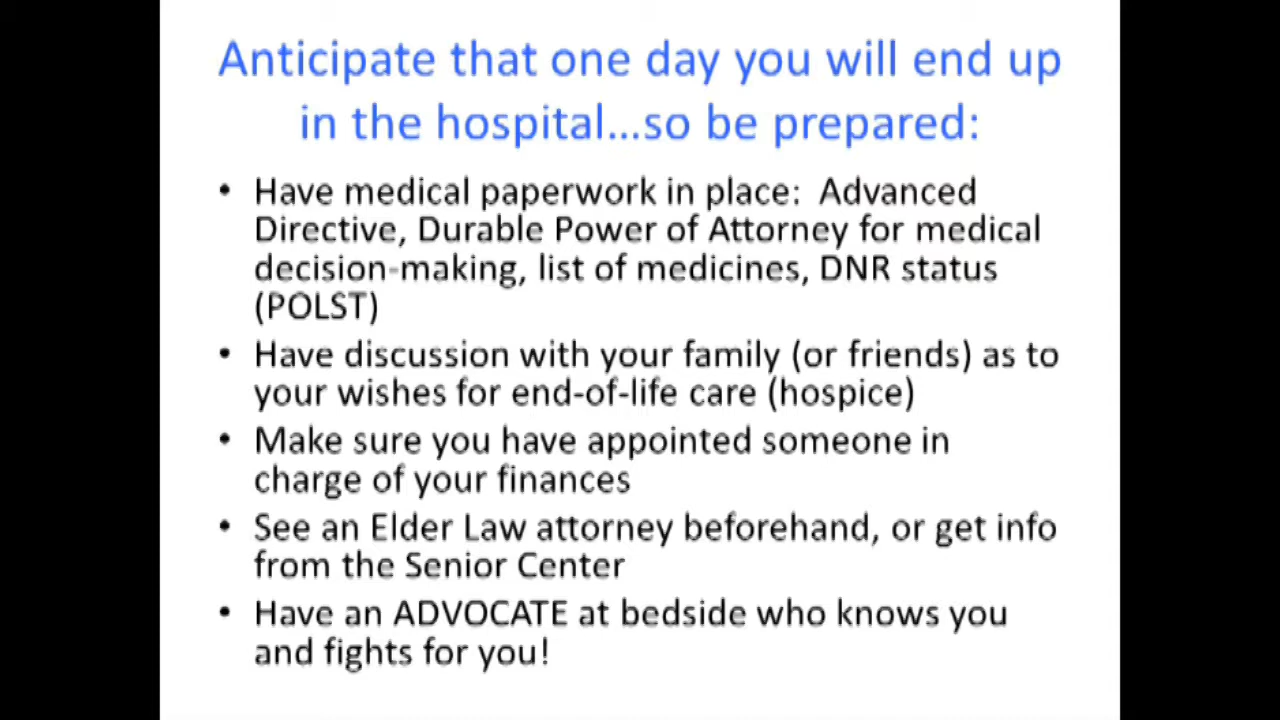 Anticipate that one day you will end up
in the hospital...so be prepared:
• Have medical paperwork in place:  Advanced
Directive, Durable Power of Attorney for medical
decision-making, list of medicines, DNR status
(POLST)
• Have discussion with your family (or friends) as to
your wishes for end-of-life care (hospice)
• Make sure you have appointed someone in
charge of your finances
• See an Elder Law attorney beforehand, or get info
from the Senior Center
• Have an ADVOCATE at bedside who knows you
and fights for you!